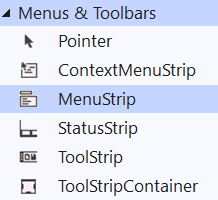 Menus & Toolbars
Pointer
ContextMenuStrip
MenuStrip
StatusStrip
ToolStrip
ToolStripContainer